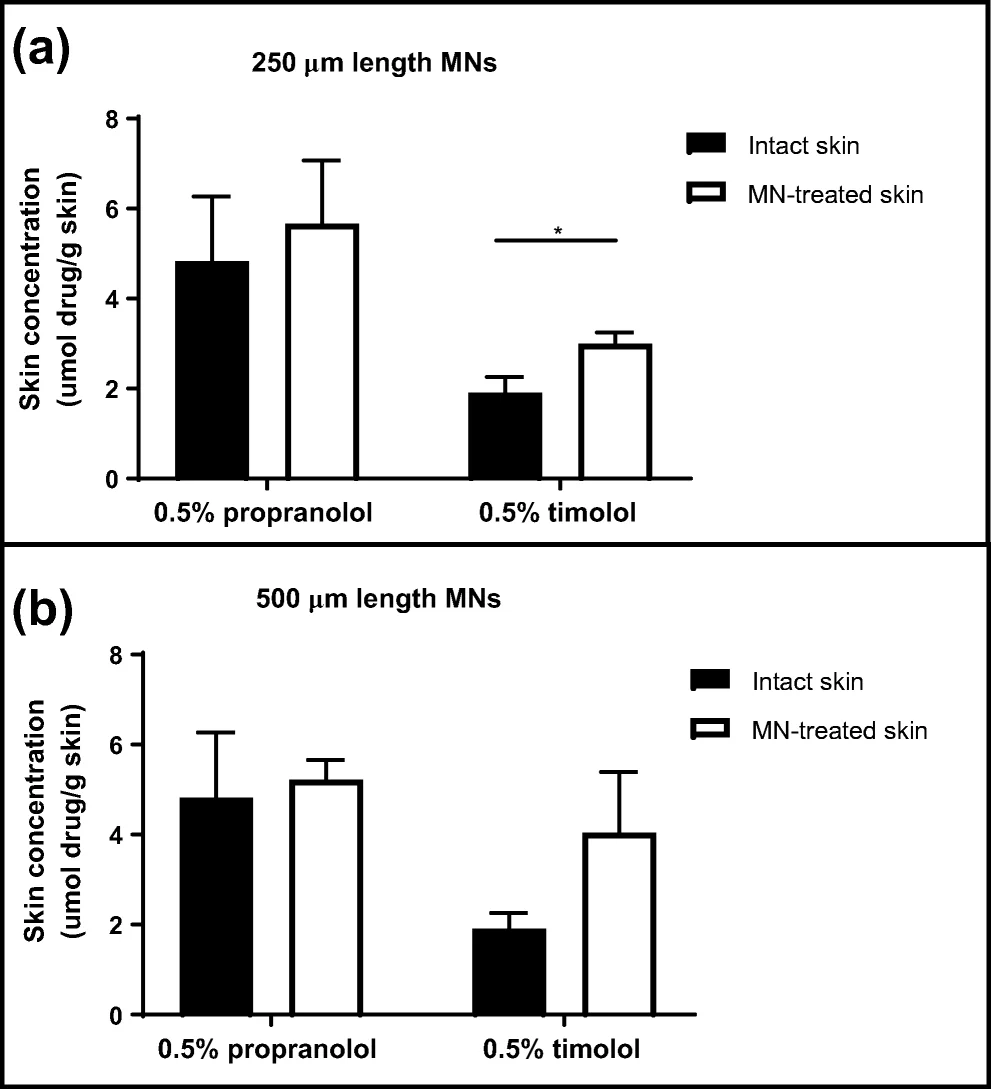 (a)
250 μm length MNs
Skin concentration
(umol drug/g skin)
8
6
4
2
0
Intact skin
MN-treated skin
*
0.5% propranolol
0.5% timolol
(b)
500 μm length MNs
Skin concentration
(umol drug/g skin)
8
6
4
2
0
Intact skin
MN-treated skin
0.5% propranolol
0.5% timolol